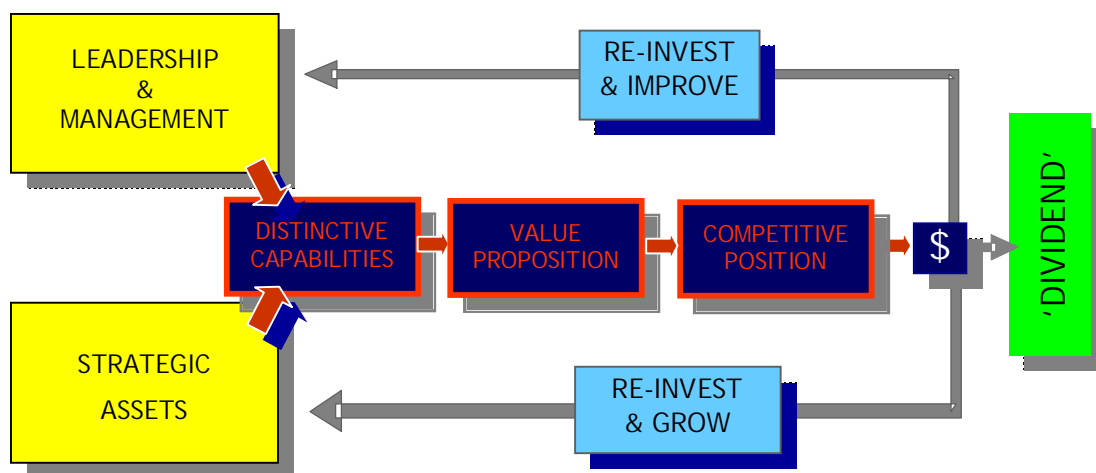 LEADERSHIP
&
MANAGEMENT
RE-INVEST
& IMPROVE
DISTINCTIVE
CAPABILITIES
VALUE
PROPOSITION
COMPETITIVE
POSITION
$
'DIVIDEND'
STRATEGIC
ASSETS
RE-INVEST
& GROW